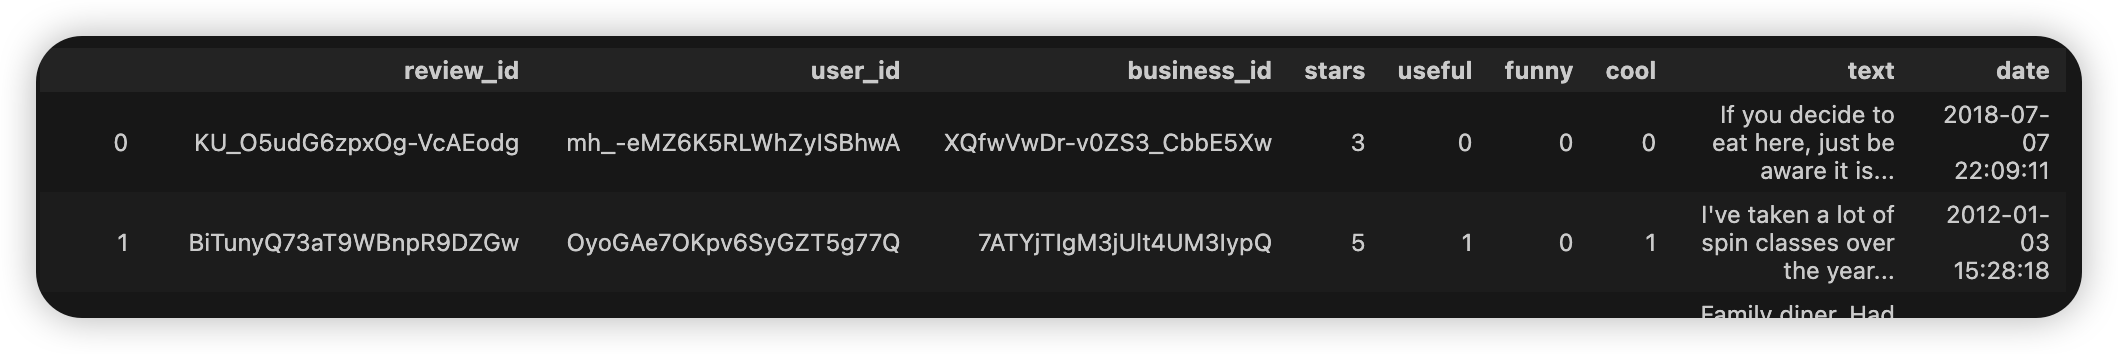 review_id user_id business_id stars useful funny cool text date
0 KU_O5udG6zpxOg-VcAEodg mh_-eMZ6K5RLWhZyISBhwA XQfwVwDr-v0ZS3_CbbE5Xw 3 0 0 0 If you decide to eat here, just be aware it is... 2018-07-07 22:09:11
1 BiTunyQ73aT9WBnpR9DZGw OyoGAe7OKpv6SyGZT5g77Q 7ATYjTIgM3jUlt4UM3IypQ 5 1 0 1 I've taken a lot of spin classes over the year... 2012-01-03 15:28:18
Family diner. Had